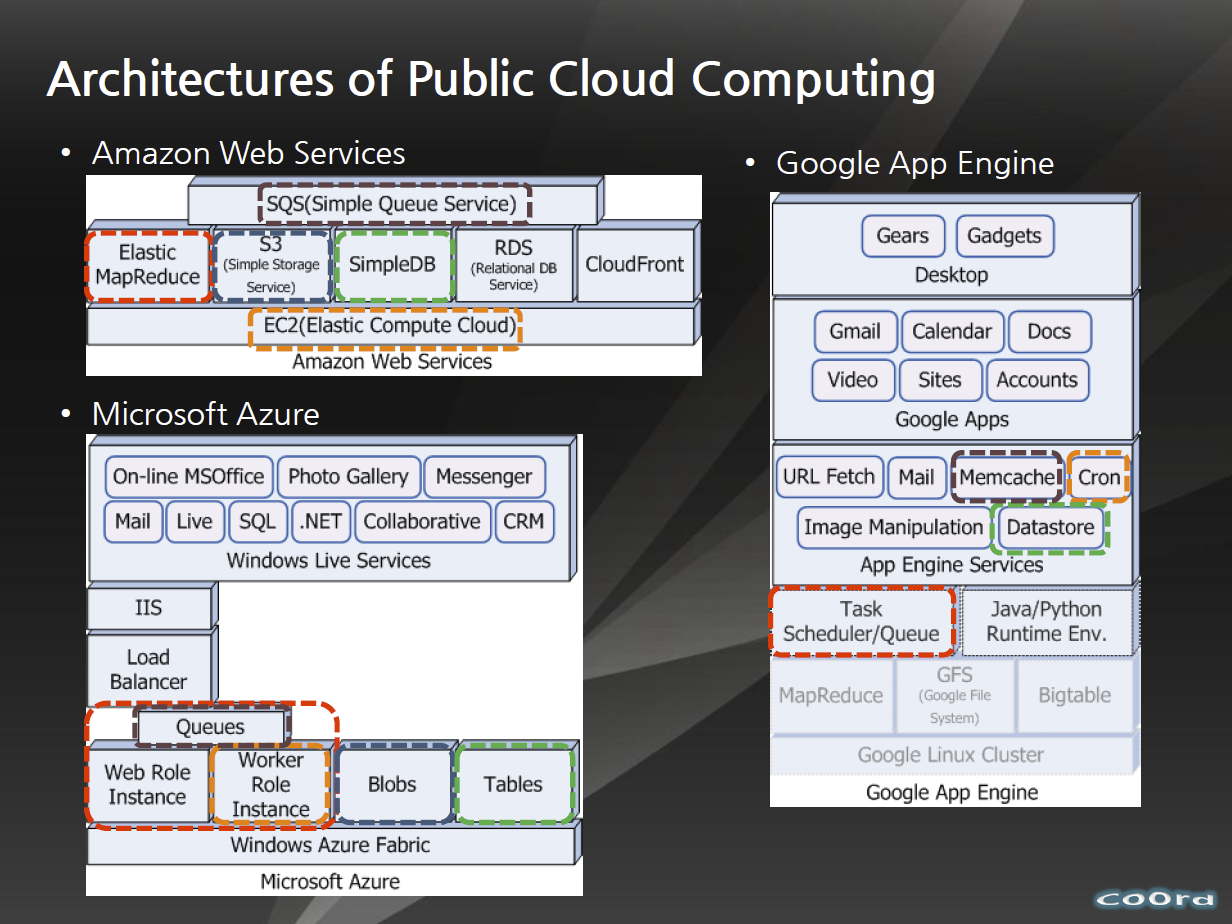 Architectures of Public Cloud Computing
• Amazon Web Services
SQS(Simple Queue Service)
Elastic
MapReduce
S3
(Simple Storage
Service)
SimpleDB
RDS
(Relational DB
Service)
CloudFront
EC2(Elastic Compute Cloud)
Amazon Web Services
• Microsoft Azure
On-line MSOffice
Photo Gallery
Messenger
Mail
Live
SQL
.NET
Collaborative
CRM
Windows Live Services
IIS
Load
Balancer
Queues
Web Role
Instance
Worker
Role
Instance
Blobs
Tables
Windows Azure Fabric
Microsoft Azure
• Google App Engine
Gears
Gadgets
Desktop
Gmail
Calendar
Docs
Video
Sites
Accounts
Google Apps
URL Fetch
Mail
Memcache
Cron
Image Manipulation
Datastore
App Engine Services
Task
Scheduler/Queue
Java/Python
Runtime Env.
MapReduce
GFS
(Google File
System)
Bigtable
Google Linux Cluster
Google App Engine
coOrd